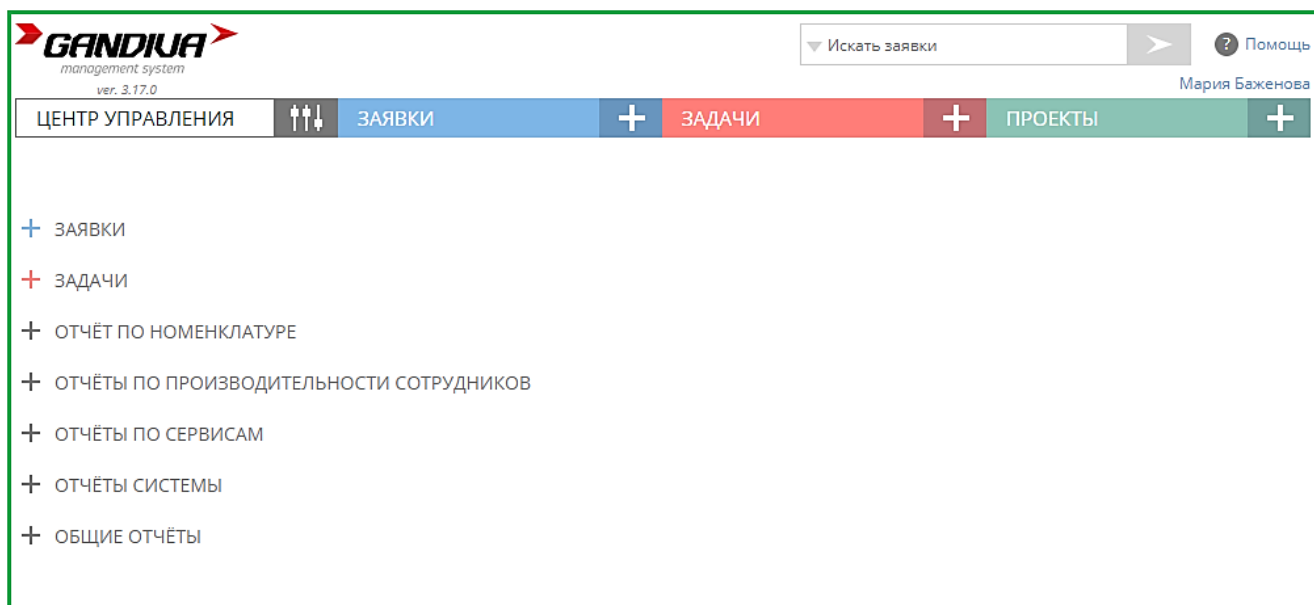 GANDIVA
management system
ver. 3.17.0
Искать заявки
? Помощь
Мария Баженова
ЦЕНТР УПРАВЛЕНИЯ
ЗАЯВКИ
ЗАДАЧИ
ПРОЕКТЫ
ЗАЯВКИ
ЗАДАЧИ
ОТЧЁТ ПО НОМЕНКЛАТУРЕ
ОТЧЁТЫ ПО ПРОИЗВОДИТЕЛЬНОСТИ СОТРУДНИКОВ
ОТЧЁТЫ ПО СЕРВИСАМ
ОТЧЁТЫ СИСТЕМЫ
ОБЩИЕ ОТЧЁТЫ